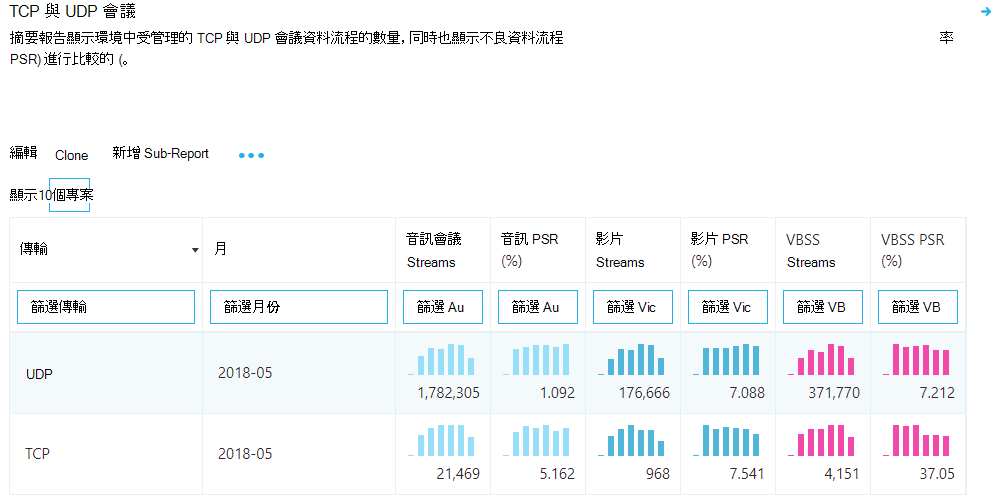 TCP 與 UDP 會議
摘要報告顯示環境中受管理的 TCP 與 UDP 會議資料流程的數量, 同時也顯示不良資料流程 率
PSR) 進行比較的 (。
編輯 Clone 新增 Sub-Report
顯示10個專案
傳輸 月 音訊會議 Streams 音訊 PSR (%) 影片 Streams 影片 PSR (%) VBSS Streams VBSS PSR (%)
篩選傳輸 篩選月份 篩選 Au 篩選 Au 篩選 Vic 篩選 Vic 篩選 VB 篩選 VB
UDP 2018-05 1,782,305 1.092 176,666 7.088 371,770 7.212
TCP 2018-05 21,469 5.162 968 7.541 4,151 37.05